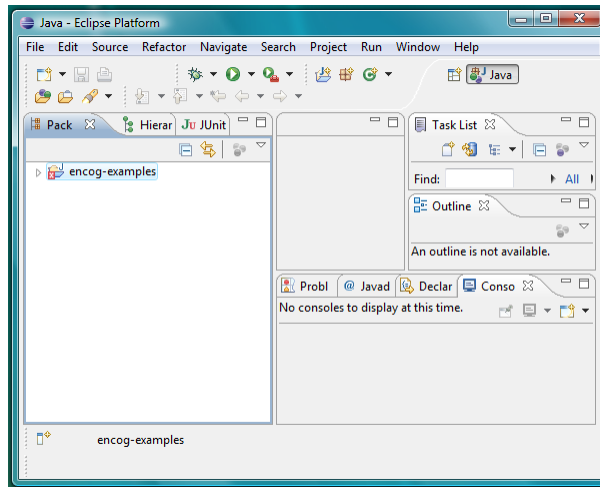 Java - Eclipse Platform
File Edit Source Refactor Navigate Search Project Run Window Help
Java
Pack Hierar Ju JUnit
Task List
encog-examples
Find: All
Outline
An outline is not available.
Probl @ Javad Declar Conso
No consoles to display at this time.
encog-examples